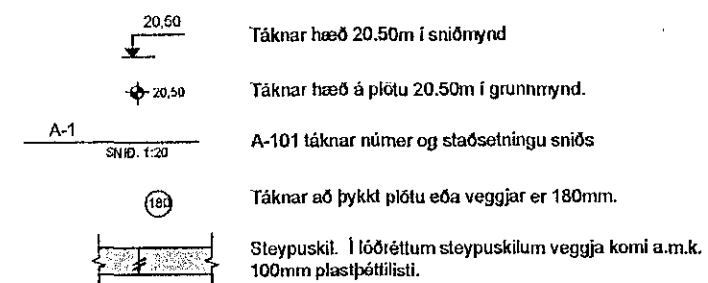 20,50
Táknar hæð 20.50m í sniðmynd
20,50
Táknar hæð á plötu 20.50m í grunnmynd.
A-1
SNIÐ. 1:20
A-101 táknar númer og staðsetningu sniðs
180
Táknar að þykkt plötu eða veggjar er 180mm.
Steypuskil. Í lóðréttum steypuskilum veggja komi a.m.k.
100mm plastþéttilisti.